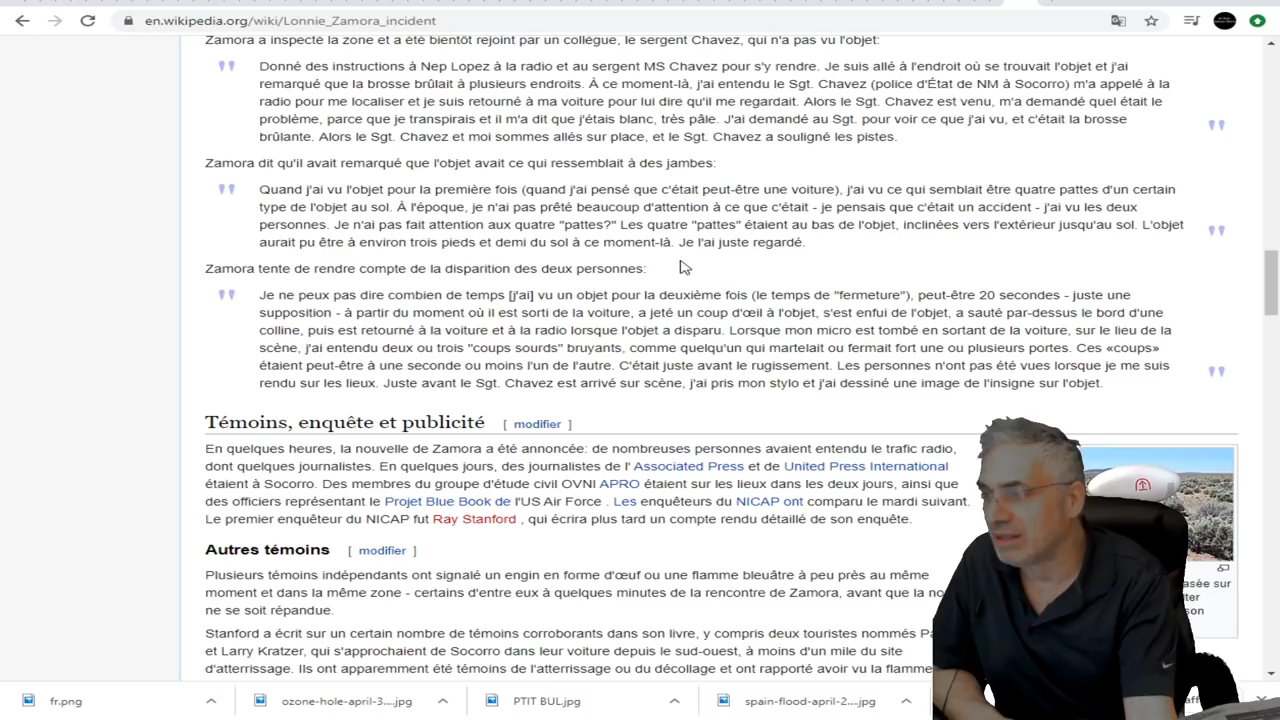 en.wikipedia.org/wiki/Lonnie_Zamora_incident
Zamora a inspecté la zone et a été bientôt rejoint par un collègue, le sergent Chavez, qui n'a pas vu l'objet:
Donné des instructions à Nep Lopez à la radio et au sergent MS Chavez pour s'y rendre. Je suis allé à l'endroit où se trouvait l'objet et j'ai
remarqué que la brosse brûlait à plusieurs endroits. À ce moment-là, j'ai entendu le Sgt. Chavez (police d'État de NM à Socorro) m'a appelé à la
radio pour me localiser et je suis retourné à ma voiture pour lui dire qu'il me regardait. Alors le Sgt. Chavez est venu, m'a demandé quel était le
problème, parce que je transpirais et il m'a dit que j'étais blanc, très pâle. J'ai demandé au Sgt. pour voir ce que j'ai vu, et c'était la brosse
brûlante. Alors le Sgt. Chavez et moi sommes allés sur place, et le Sgt. Chavez a souligné les pistes.
Zamora dit qu'il avait remarqué que l'objet avait ce qui ressemblait à des jambes:
Quand j'ai vu l'objet pour la première fois (quand j'ai pensé que c'était peut-être une voiture), j'ai vu ce qui semblait être quatre pattes d'un certain
type de l'objet au sol. À l'époque, je n'ai pas prêté beaucoup d'attention à ce que c'était - je pensais que c'était un accident - j'ai vu les deux
personnes. Je n'ai pas fait attention aux quatre "pattes?" Les quatre "pattes" étaient au bas de l'objet, inclinées vers l'extérieur jusqu'au sol. L'objet
aurait pu être à environ trois pieds et demi du sol à ce moment-là. Je l'ai juste regardé.
Zamora tente de rendre compte de la disparition des deux personnes:
Je ne peux pas dire combien de temps [j'ai] vu un objet pour la deuxième fois (le temps de "fermeture"), peut-être 20 secondes - juste une
supposition - à partir du moment où il est sorti de la voiture, a jeté un coup d'œil à l'objet, s'est enfui de l'objet, a sauté par-dessus le bord d'une
colline, puis est retourné à la voiture et à la radio lorsque l'objet a disparu. Lorsque mon micro est tombé en sortant de la voiture, sur le lieu de la
scène, j'ai entendu deux ou trois "coups sourds" bruyants, comme quelqu'un qui martelait ou fermait fort une ou plusieurs portes. Ces «coups»
étaient peut-être à une seconde ou moins l'un de l'autre. C'était juste avant le rugissement. Les personnes n'ont pas été vues lorsque je me suis
rendu sur les lieux. Juste avant le Sgt. Chavez est arrivé sur scène, j'ai pris mon stylo et j'ai dessiné une image de l'insigne sur l'objet.
Témoins, enquête et publicité [ modifier ]
En quelques heures, la nouvelle de Zamora a été annoncée: de nombreuses personnes avaient entendu le trafic radio,
dont quelques journalistes. En quelques jours, des journalistes de l' Associated Press et de United Press International
étaient à Socorro. Des membres du groupe d'étude civil OVNI APRO étaient sur les lieux dans les deux jours, ainsi que
des officiers représentant le Projet Blue Book de l'US Air Force . Les enquêteurs du NICAP ont comparu le mardi suivant.
Le premier enquêteur du NICAP fut Ray Stanford , qui écrira plus tard un compte rendu détaillé de son enquête.
Autres témoins [ modifier ]
Plusieurs témoins indépendants ont signalé un engin en forme d'œuf ou une flamme bleuâtre à peu près au même
moment et dans la même zone - certains d'entre eux à quelques minutes de la rencontre de Zamora, avant que la
ne se soit répandue.
Stanford a écrit sur un certain nombre de témoins corroborants dans son livre, y compris deux touristes nommés
et Larry Kratzer, qui s'approchaient de Socorro dans leur voiture depuis le sud-ouest, à moins d'un mile du site
d'atterrissage. Ils ont apparemment été témoins de l'atterrissage ou du décollage et ont rapporté avoir vu la flamme
sur
fr.png
ozone-hole-april-3....jpg
PTIT BUL.jpg
spain-flood-april-2....jpg